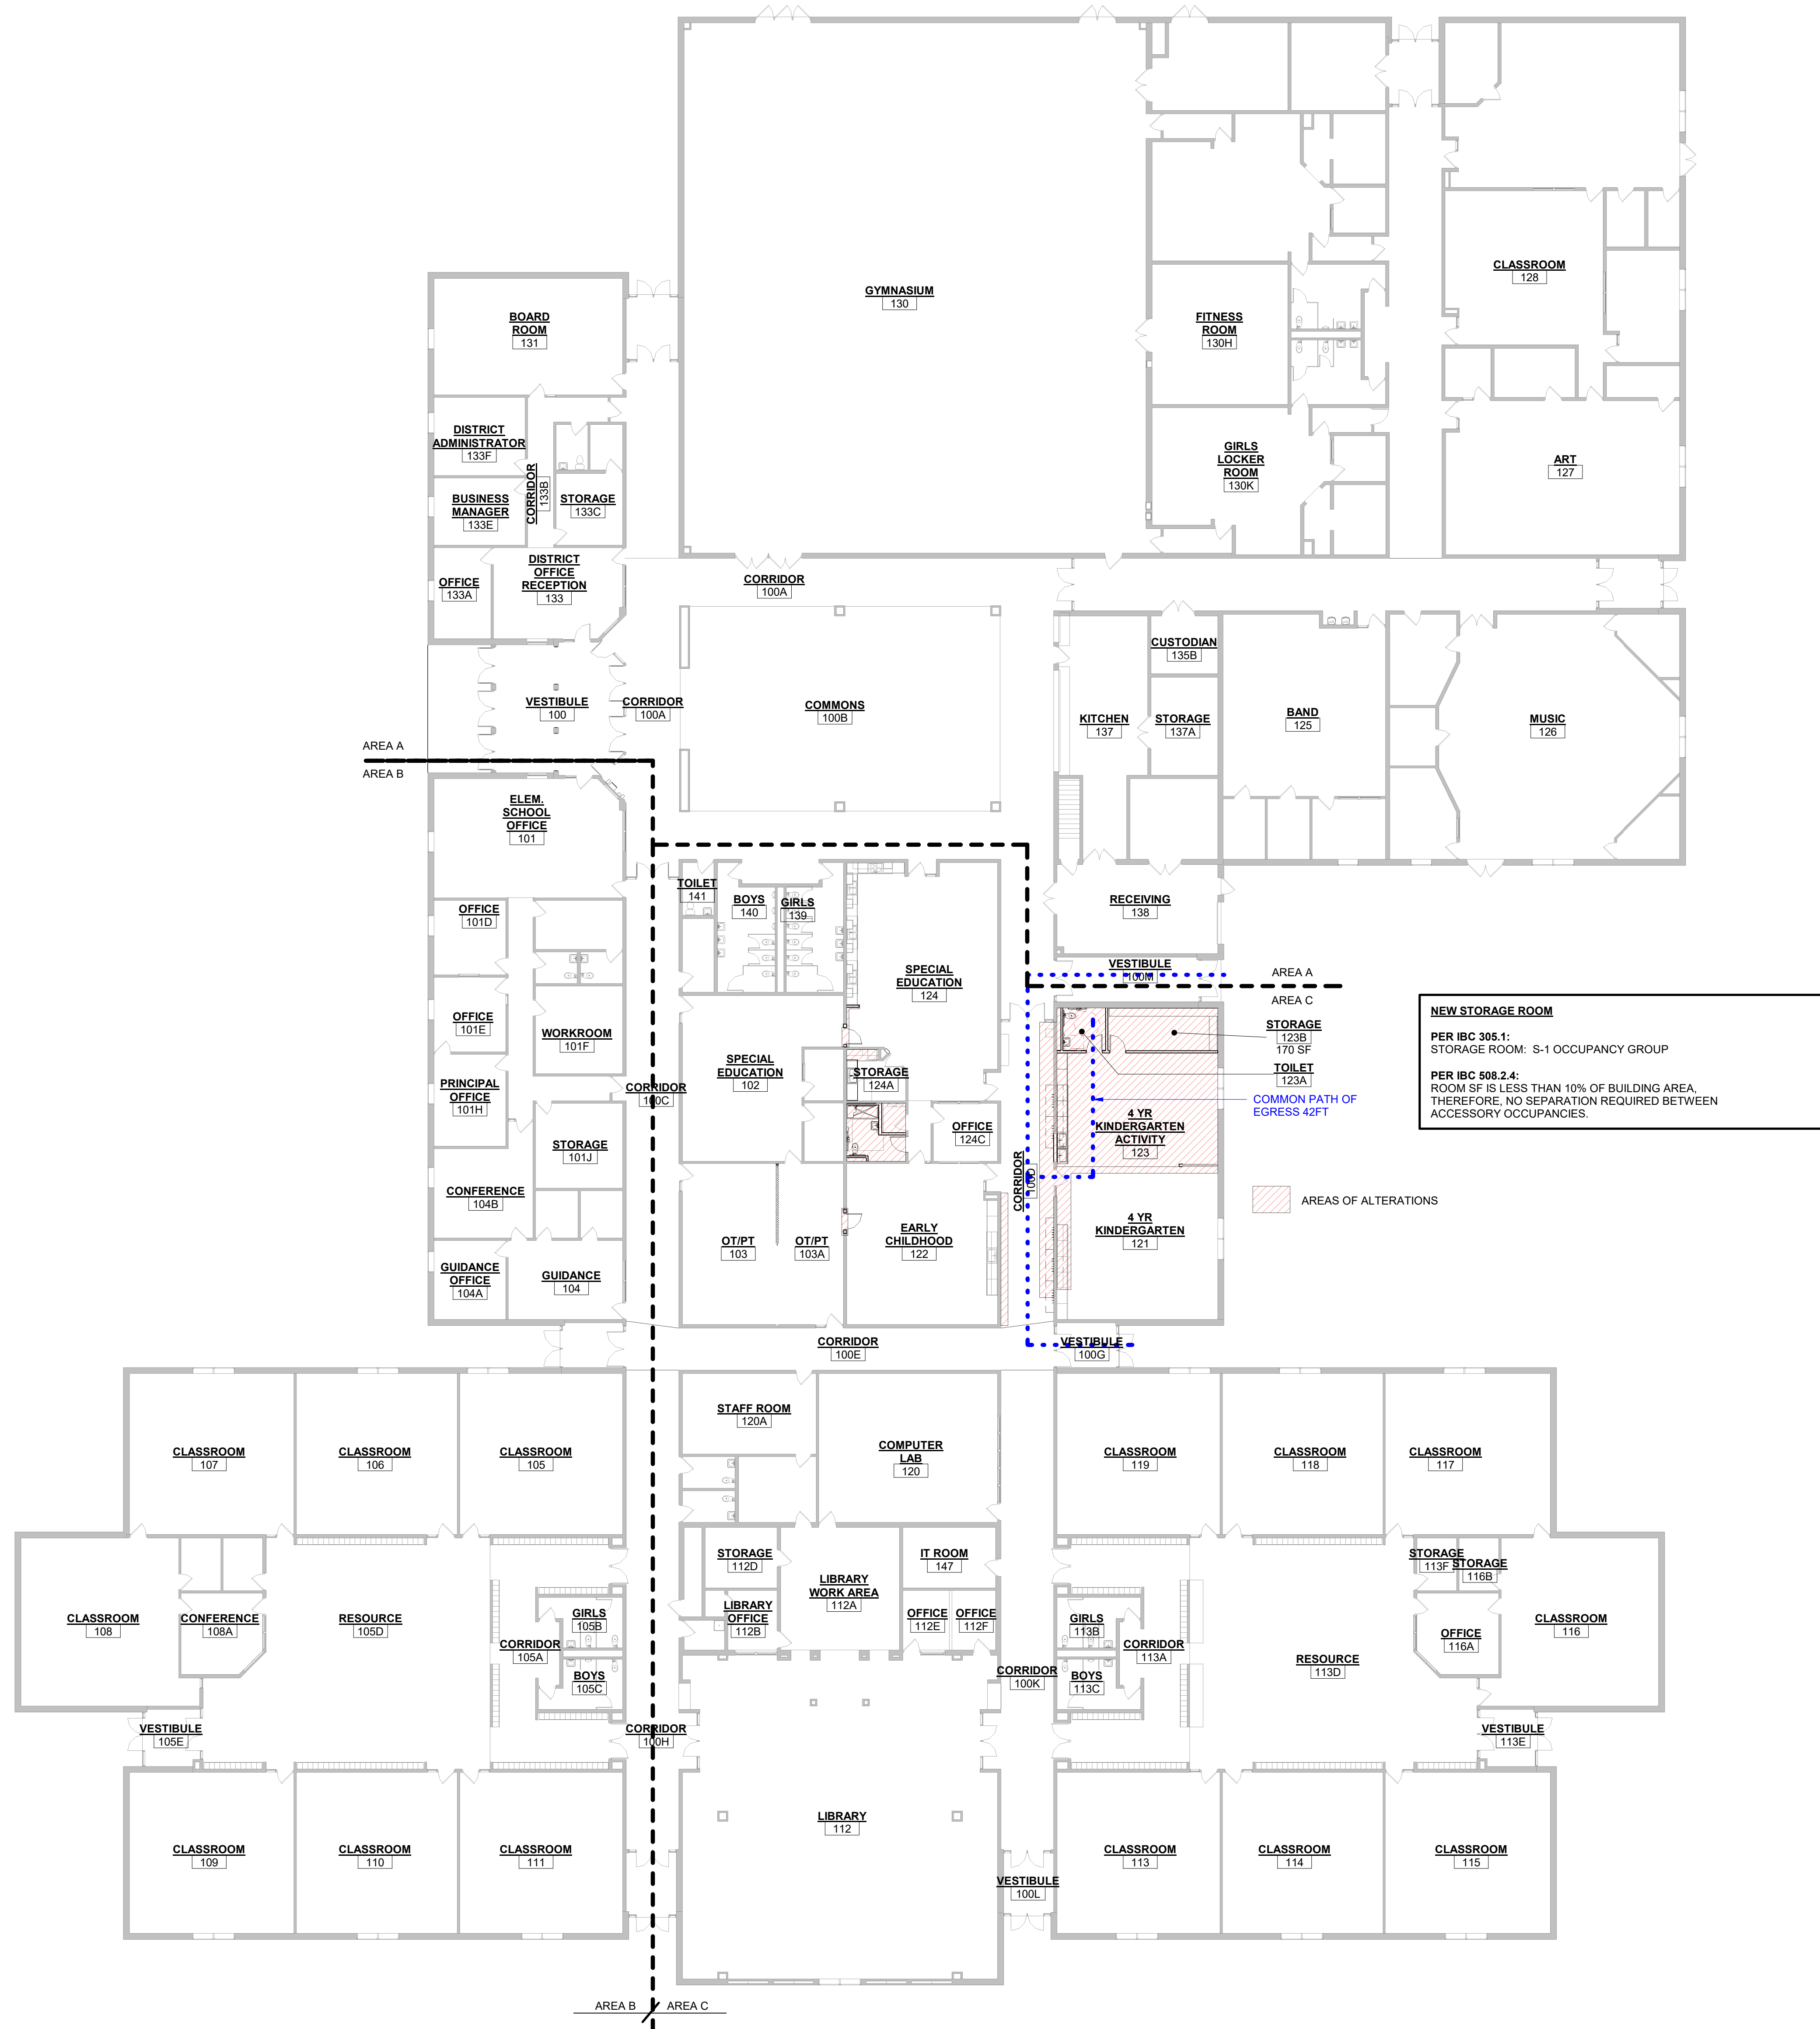 GYMNASIUM
130
CLASSROOM
128
BOARD
ROOM
131
FITNESS
ROOM
130H
DISTRICT
ADMINISTRATOR
133F
CORRIDOR
133B
BUSINESS
MANAGER
133E
STORAGE
133C
GIRLS
LOCKER
ROOM
130K
ART
127
OFFICE
133A
DISTRICT
OFFICE
RECEPTION
133
CORRIDOR
100A
CUSTODIAN
135B
VESTIBULE
100
CORRIDOR
100A
COMMONS
100B
KITCHEN
137
STORAGE
137A
BAND
125
MUSIC
126
AREA A
AREA B
ELEM.
SCHOOL
OFFICE
101
TOILET
141
BOYS
140
GIRLS
139
RECEIVING
138
OFFICE
101D
SPECIAL
EDUCATION
124
VESTIBULE
100M
AREA A
AREA C
OFFICE
101E
WORKROOM
101F
SPECIAL
EDUCATION
102
STORAGE
124A
STORAGE
123B
170 SF
TOILET
123A
COMMON PATH OF
EGRESS 42FT
NEW STORAGE ROOM
PER IBC 305.1:
STORAGE ROOM: S-1 OCCUPANCY GROUP
PER IBC 508.2.4:
ROOM SF IS LESS THAN 10% OF BUILDING AREA,
THEREFORE, NO SEPARATION REQUIRED BETWEEN
ACCESSORY OCCUPANCIES.
PRINCIPAL
OFFICE
101H
CORRIDOR
100C
OFFICE
124C
4 YR
KINDERGARTEN
ACTIVITY
123
STORAGE
101J
CONFERENCE
104B
CORRIDOR
100D
AREAS OF ALTERATIONS
OT/PT
103
OT/PT
103A
EARLY
CHILDHOOD
122
4 YR
KINDERGARTEN
121
GUIDANCE
OFFICE
104A
GUIDANCE
104
CORRIDOR
100E
VESTIBULE
100G
STAFF ROOM
120A
CLASSROOM
107
CLASSROOM
106
CLASSROOM
105
COMPUTER
LAB
120
CLASSROOM
119
CLASSROOM
118
CLASSROOM
117
STORAGE
112D
LIBRARY
WORK AREA
112A
IT ROOM
147
STORAGE
113F
STORAGE
116B
CLASSROOM
108
CONFERENCE
108A
RESOURCE
105D
GIRLS
105B
CORRIDOR
105A
BOYS
105C
LIBRARY
OFFICE
112B
OFFICE
112E
OFFICE
112F
GIRLS
113B
CORRIDOR
113A
BOYS
113C
RESOURCE
113D
OFFICE
116A
CLASSROOM
116
CORRIDOR
100K
VESTIBULE
105E
CORRIDOR
100H
VESTIBULE
113E
LIBRARY
112
CLASSROOM
109
CLASSROOM
110
CLASSROOM
111
CLASSROOM
113
CLASSROOM
114
CLASSROOM
115
VESTIBULE
100L
AREA B
AREA C